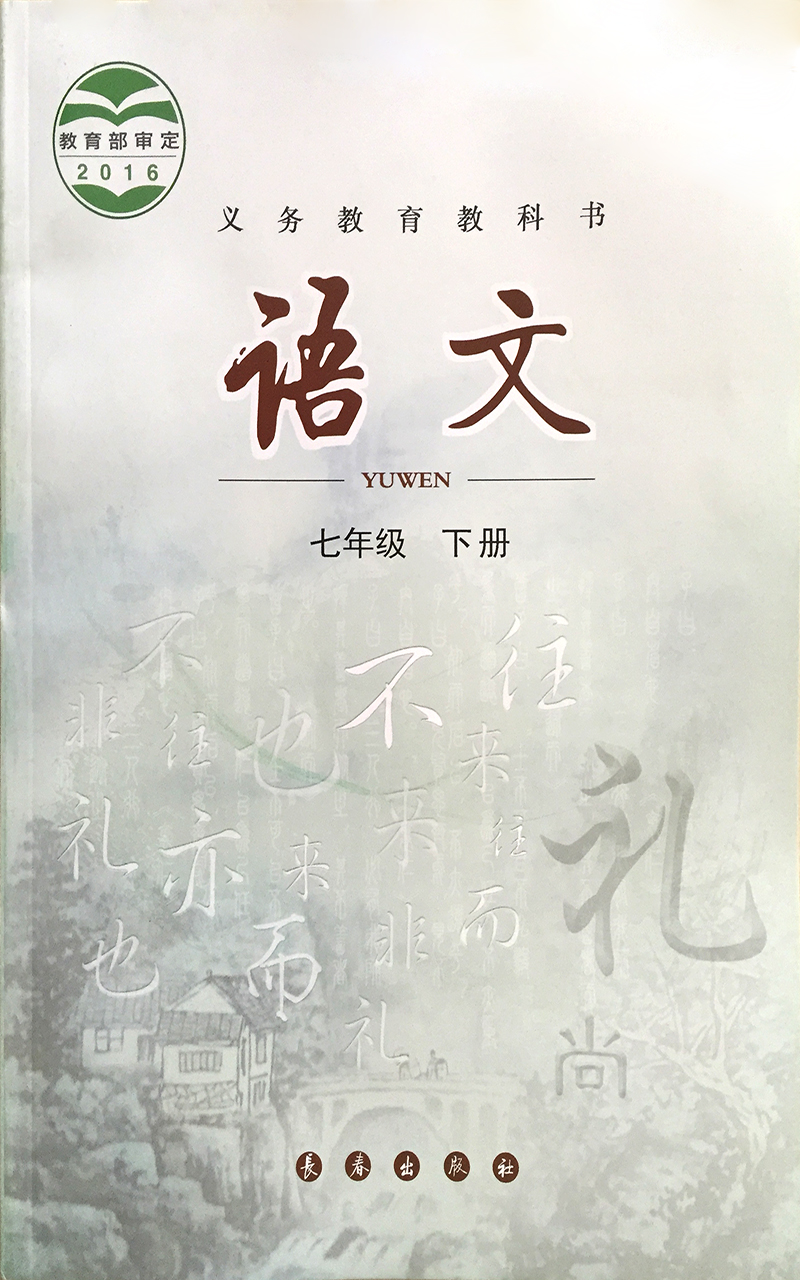 教育部审定
2016
义务教育教科书
语文
YUWEN
七年级 下册
礼尚
往来往而
不来非礼
也来而
不往亦
非礼也
長春出版社